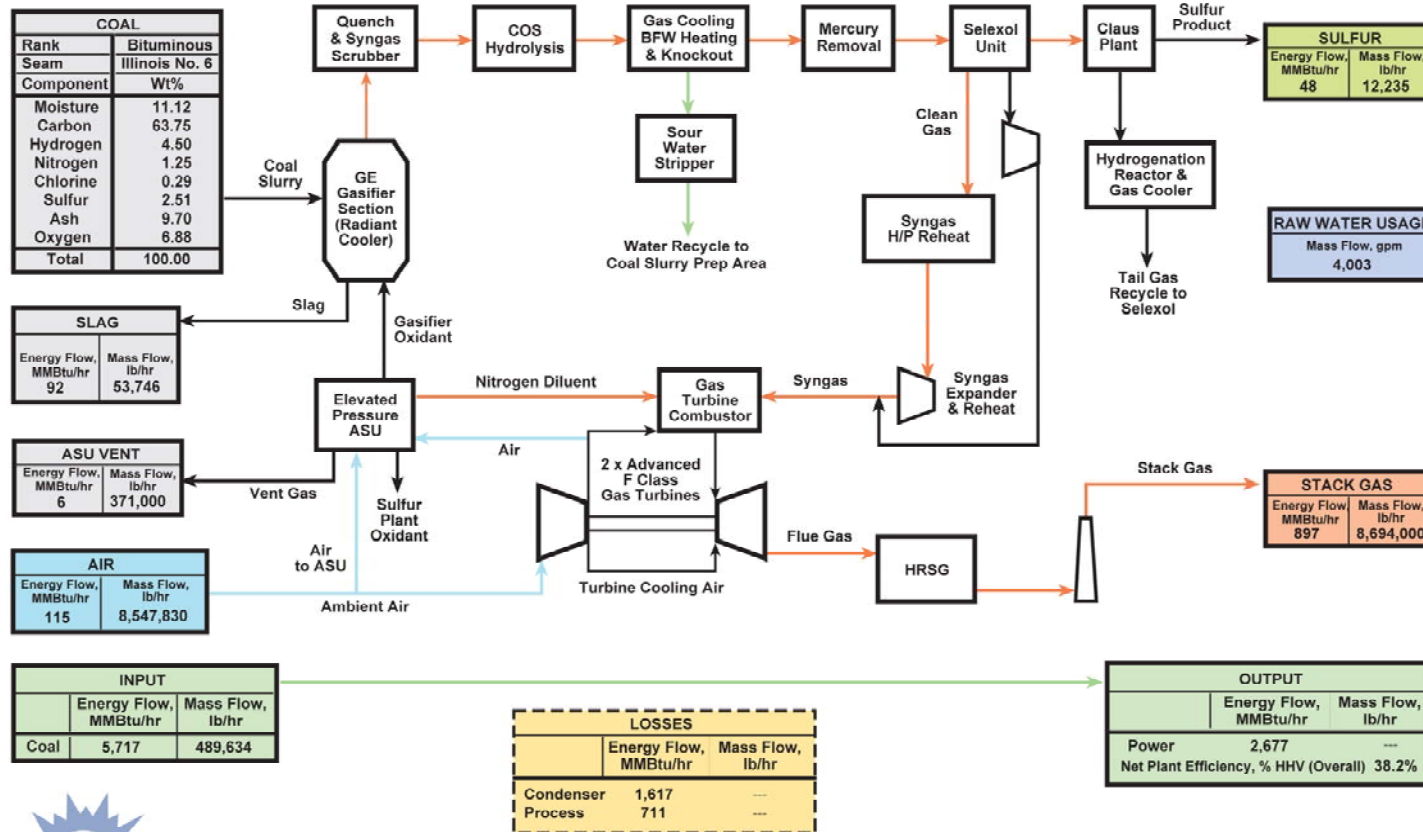 COAL
Rank Bituminous
Seam Illinois No. 6
Component Wt%
Moisture 11.12
Carbon 63.75
Hydrogen 4.50
Nitrogen 1.25
Chlorine 0.29
Sulfur 2.51
Ash 9.70
Oxygen 6.88
Total 100.00
Coal
Slurry
GE
Gasifier
Section
(Radiant
Cooler)
Quench
& Syngas
Scrubber
COS
Hydrolysis
Gas Cooling
BFW Heating
& Knockout
Mercury
Removal
Selexol
Unit
Claus
Plant
Sulfur
Product
SULFUR
Energy Flow, Mass Flow,
MMBtu/hr lb/hr
48 12,235
Sour
Water
Stripper
Water Recycle to
Coal Slurry Prep Area
Clean
Gas
Syngas
H/P Reheat
Hydrogenation
Reactor &
Gas Cooler
Tail Gas
Recycle to
Selexol
RAW WATER USAGE
Mass Flow, gpm
4,003
SLAG
Energy Flow, Mass Flow,
MMBtu/hr lb/hr
92 53,746
Slag
Gasifier
Oxidant
Elevated
Pressure
ASU
Nitrogen Diluent
Gas
Turbine
Combustor
Syngas
Syngas
Expander
& Reheat
Air
ASU VENT
Energy Flow, Mass Flow,
MMBtu/hr lb/hr
6 371,000
Vent Gas
Sulfur
Plant
Oxidant
2 x Advanced
F Class
Gas Turbines
Stack Gas
STACK GAS
Energy Flow, Mass Flow,
MMBtu/hr lb/hr
897 8,694,000
Flue Gas
HRSG
Air
to ASU
Turbine Cooling Air
AIR
Energy Flow, Mass Flow,
MMBtu/hr lb/hr
115 8,547,830
Ambient Air
INPUT
Energy Flow, Mass Flow,
MMBtu/hr lb/hr
Coal 5,717 489,634
LOSSES
Energy Flow, Mass Flow,
MMBtu/hr lb/hr
Condenser 1,617 ---
Process 711 ---
OUTPUT
Energy Flow, Mass Flow,
MMBtu/hr lb/hr
Power 2,677 ---
Net Plant Efficiency, % HHV (Overall) 38.2%